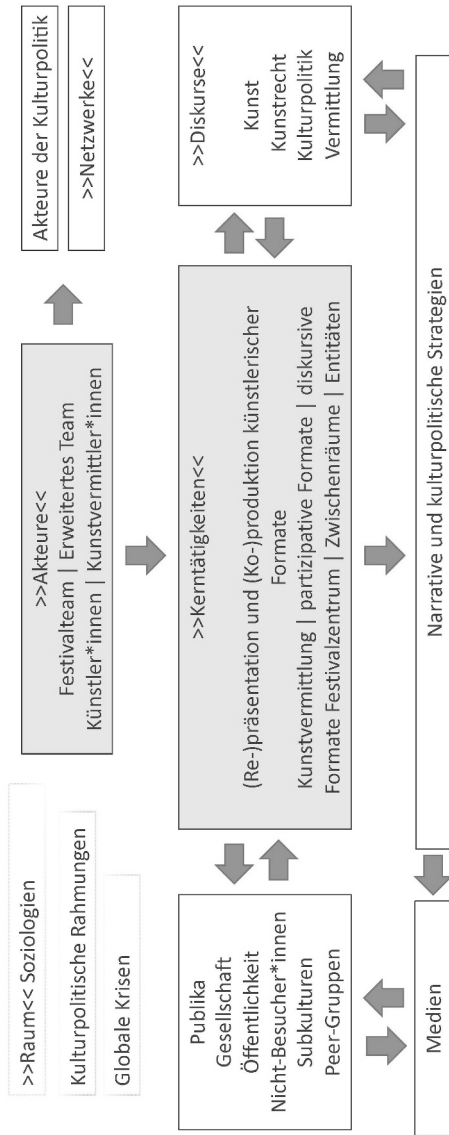 >>Raum<< Soziologien
Kulturpolitische Rahmungen
Globale Krisen
>>Akteure<<
Festivalteam | Erweitertes Team
Künstler*innen | Kunstvermittler*innen
Akteure der Kulturpolitik
>>Netzwerke<<
Publika
Gesellschaft
Öffentlichkeit
Nicht-Besucher*innen
Subkulturen
Peer-Gruppen
>>Kerntätigkeiten<<
(Re-)präsentation und (Ko-)produktion künstlerischer
Formate
Kunstvermittlung | partizipative Formate | diskursive
Formate Festivalzentrum | Zwischenräume | Entitäten
>>Diskurse<<
Kunst
Kunstrecht
Kulturpolitik
Vermittlung
Medien
Narrative und kulturpolitische Strategien